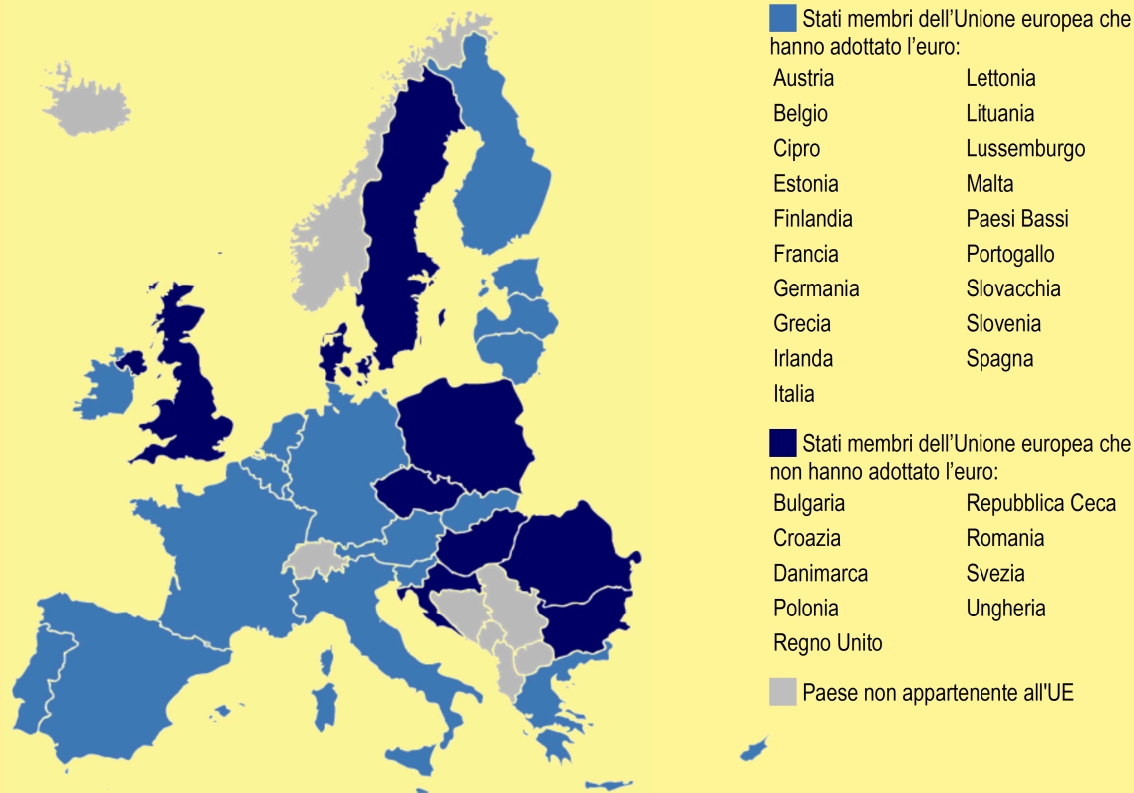 Stati membri dell'Unione europea che
hanno adottato l'euro:
Austria Lettonia
Belgio Lituania
Cipro Lussemburgo
Estonia Malta
Finlandia Paesi Bassi
Francia Portogallo
Germania Slovacchia
Grecia Slovenia
Irlanda Spagna
Italia
Stati membri dell'Unione europea che
non hanno adottato l'euro:
Bulgaria Repubblica Ceca
Croazia Romania
Danimarca Svezia
Polonia Ungheria
Regno Unito
Paese non appartenente all'UE